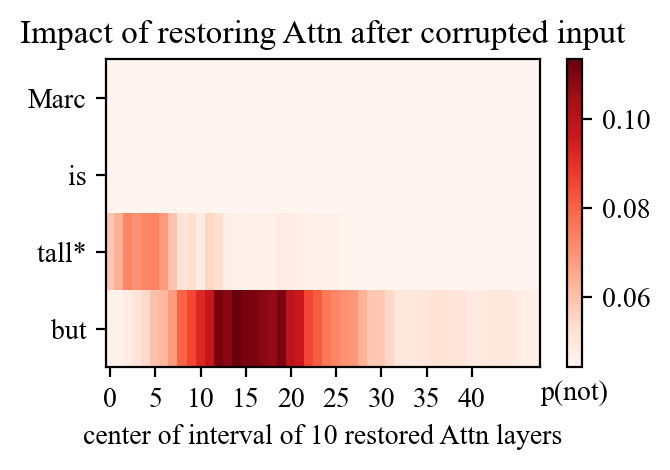 Impact of restoring Attn after corrupted input
Marc
is
tall*
but
0.10
0.08
0.06
0 5 10 15 20 25 30 35 40
p(not)
center of interval of 10 restored Attn layers